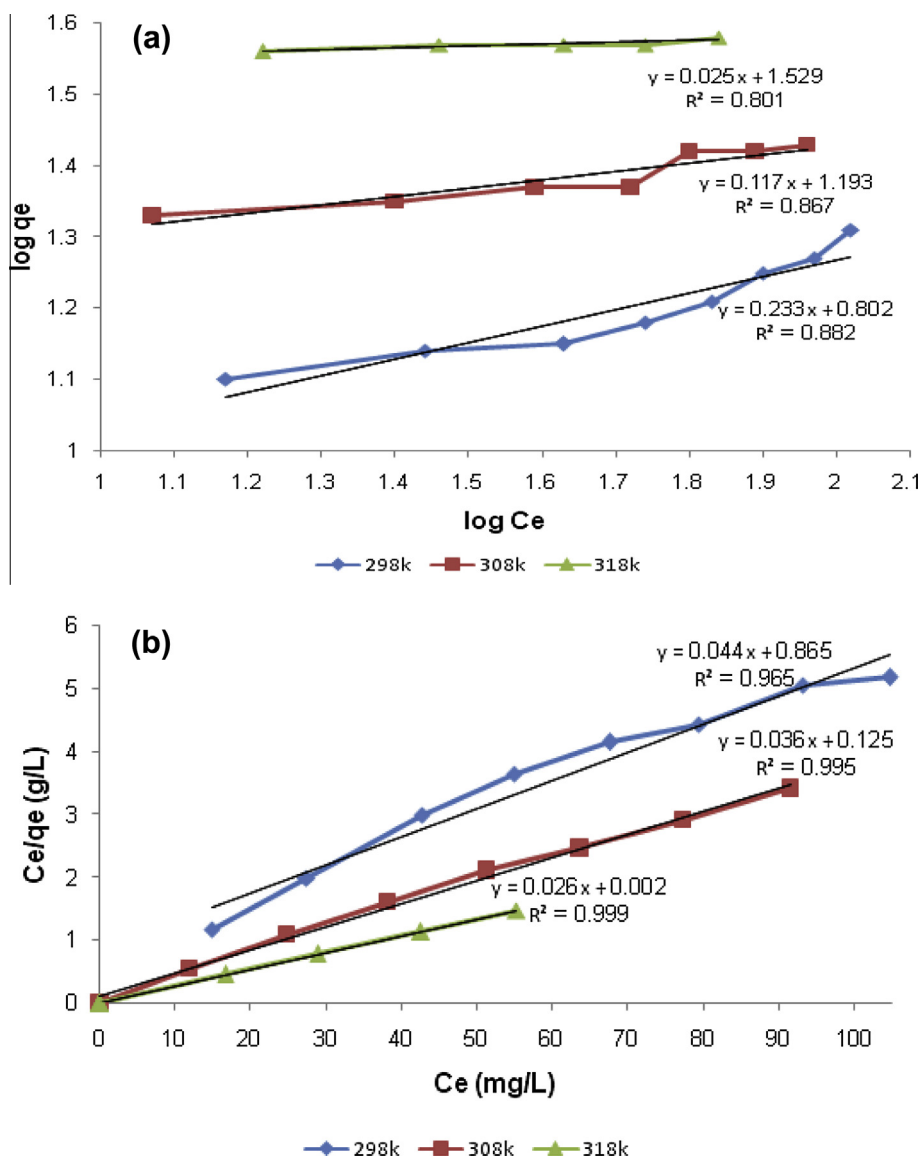 (a)
1.6
1.5
1.4
1.3
1.2
1.1
1
log qe
y = 0.025x + 1.529
R² = 0.801
y = 0.117x + 1.193
R² = 0.867
y = 0.233x + 0.802
R² = 0.882
1 1.1 1.2 1.3 1.4 1.5 1.6 1.7 1.8 1.9 2 2.1
log Ce
298k 308k 318k
(b)
6
5
4
3
2
1
0
Ce/qe (g/L)
y = 0.044x + 0.865
R² = 0.965
y = 0.036x + 0.125
R² = 0.995
y = 0.026x + 0.002
R² = 0.999
0 10 20 30 40 50 60 70 80 90 100
Ce (mg/L)
298k 308k 318k